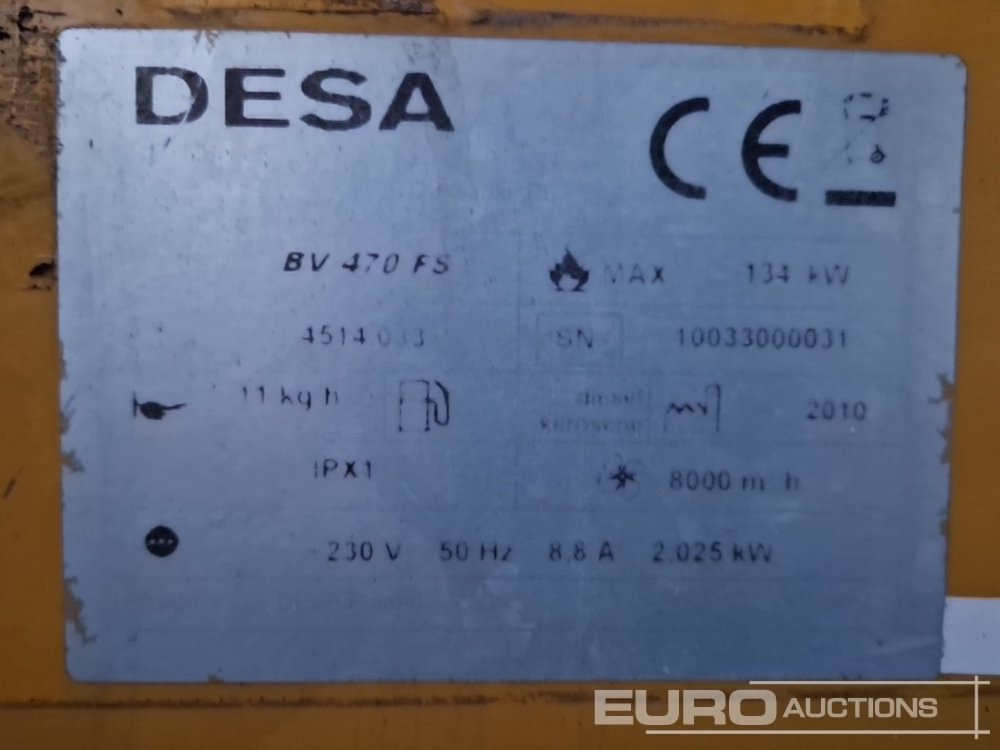 DESA
CE
BV 470 FS
MAX 134 kW
4514 033
SN 10033000031
11 kg h
diesel
kerosene
2010
IPX1
8000 m h
~230 V 50 Hz 8,8 A 2,025 kW
EURO AUCTIONS